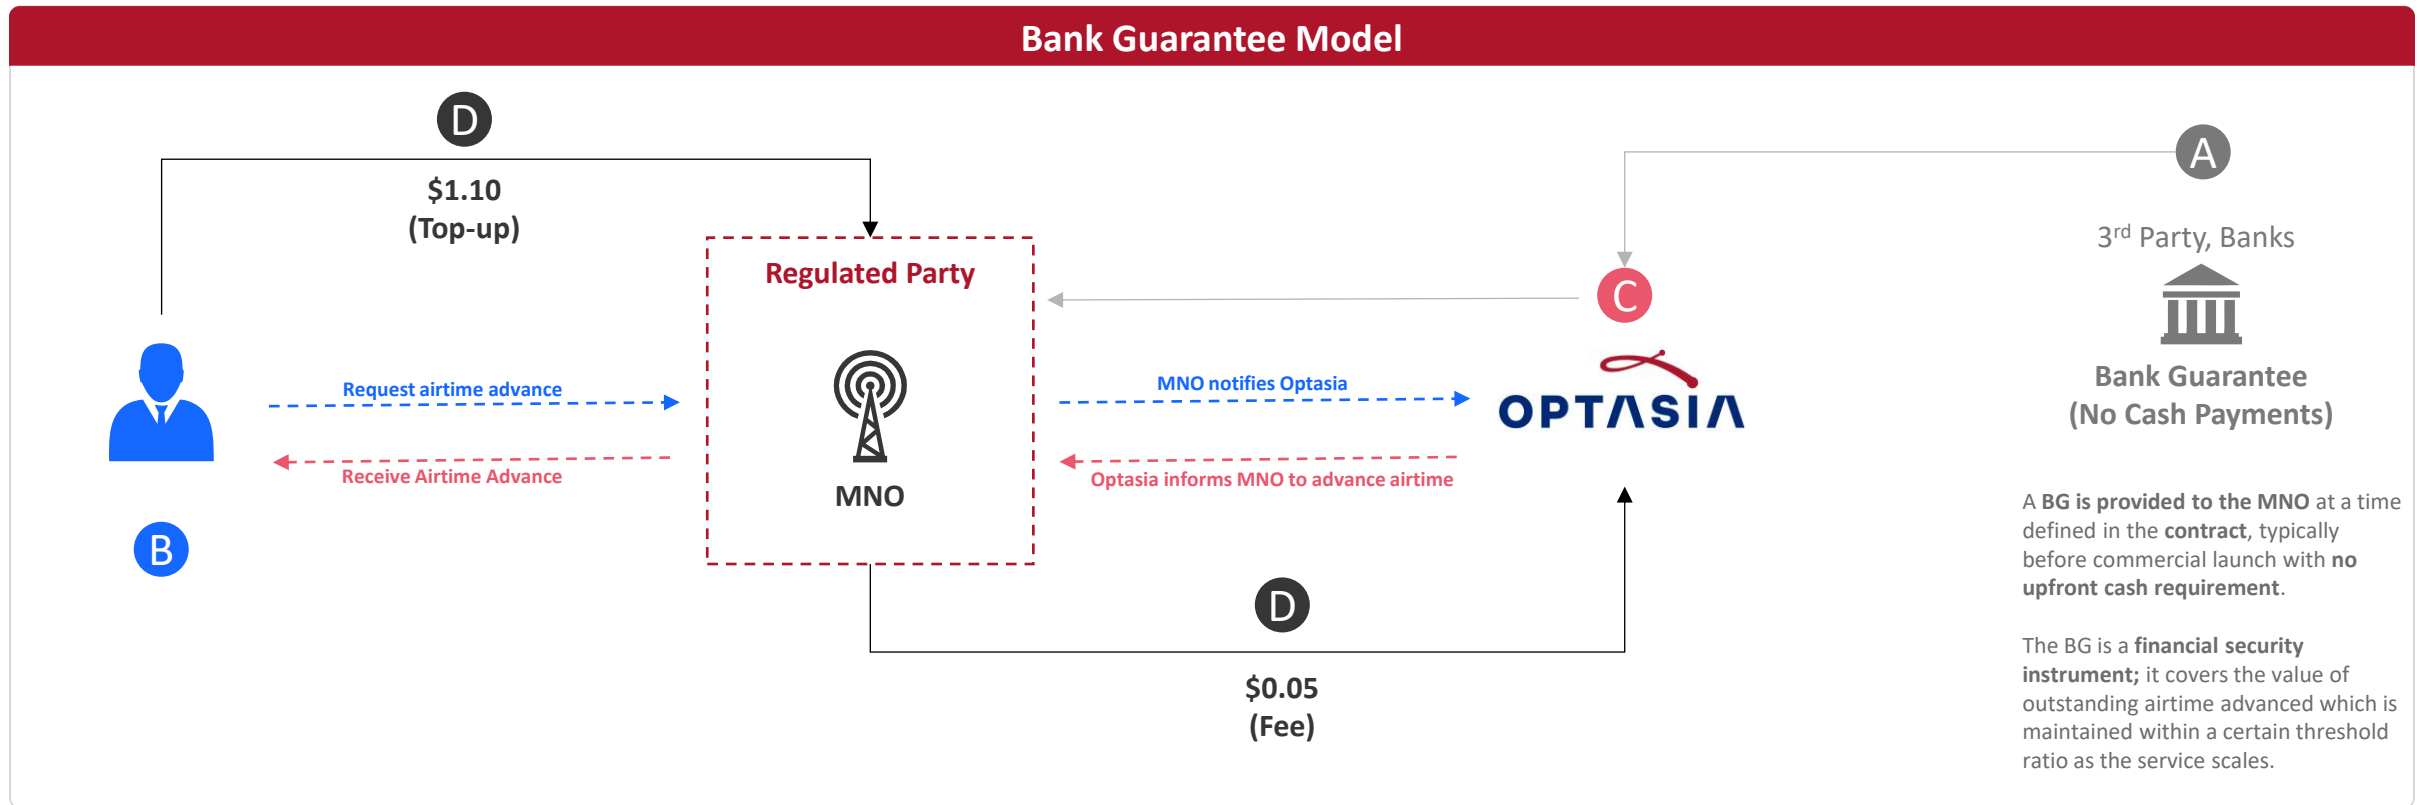 Bank Guarantee Model
D
$1.10
(Top-up)
A
3rd Party, Banks
Regulated Party
C
Request airtime advance
MNO notifies Optasia
OPTASIA
Bank Guarantee
(No Cash Payments)
Receive Airtime Advance
Optasia informs MNO to advance airtime
MNO
B
D
$0.05
(Fee)
A BG is provided to the MNO at a time
defined in the contract, typically
before commercial launch with no
upfront cash requirement.
The BG is a financial security
instrument; it covers the value of
outstanding airtime advanced which is
maintained within a certain threshold
ratio as the service scales.